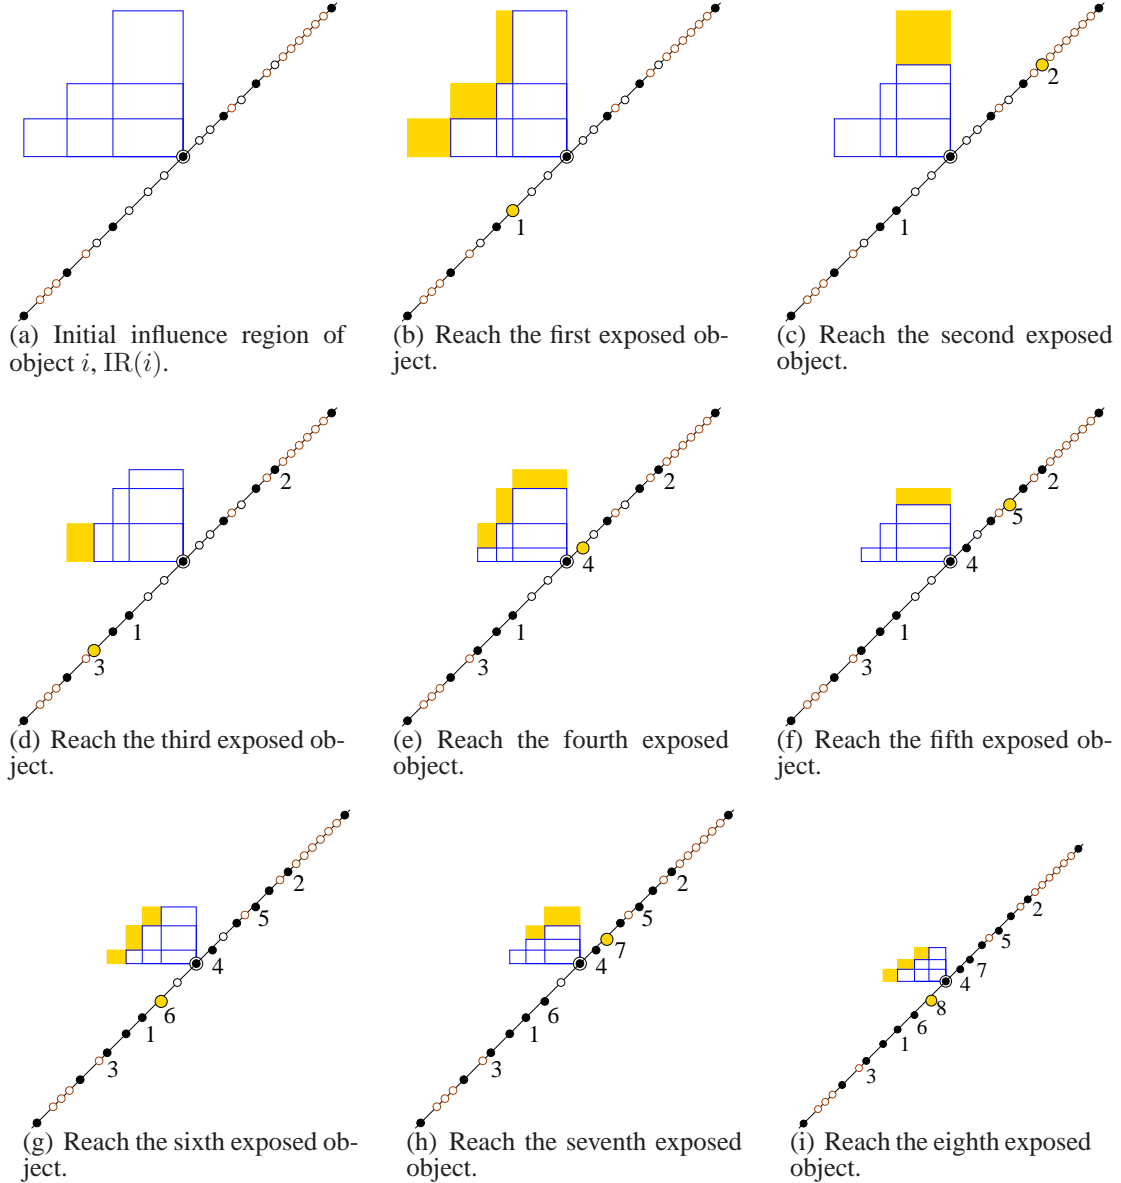 (a) Initial influence region of
object i, IR(i).
1
(b) Reach the first exposed ob-
ject.
2
1
(c) Reach the second exposed
object.
2
1
3
(d) Reach the third exposed ob-
ject.
2
4
1
3
(e) Reach the fourth exposed
object.
2
5
4
1
3
(f) Reach the fifth exposed ob-
ject.
2
5
4
6
1
3
(g) Reach the sixth exposed ob-
ject.
2
5
7
4
6
1
3
(h) Reach the seventh exposed
object.
2
5
7
4
8
6
1
3
(i) Reach the eighth exposed
object.